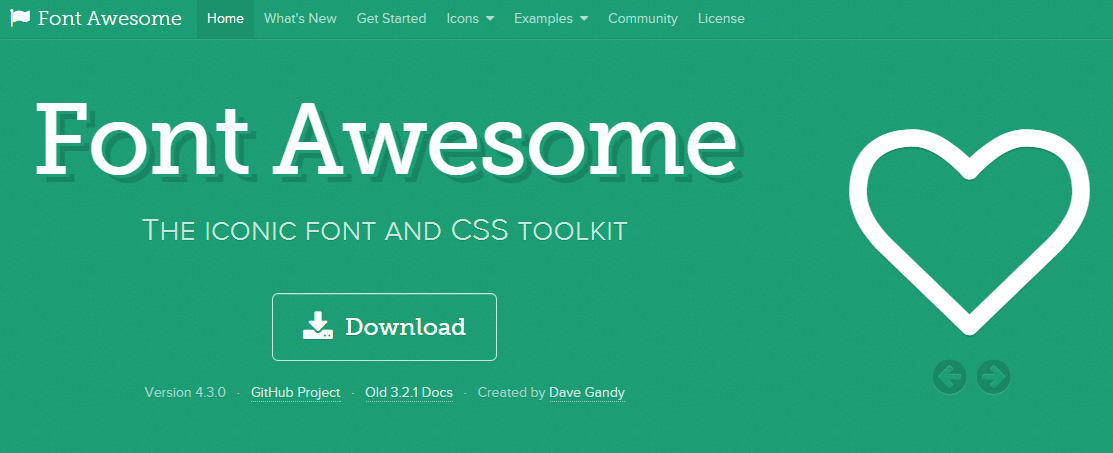 Font Awesome Home What's New Get Started Icons Examples Community License
Font Awesome
The iconic font and CSS toolkit
Download
Version 4.3.0 · GitHub Project · Old 3.2.1 Docs · Created by Dave Gandy